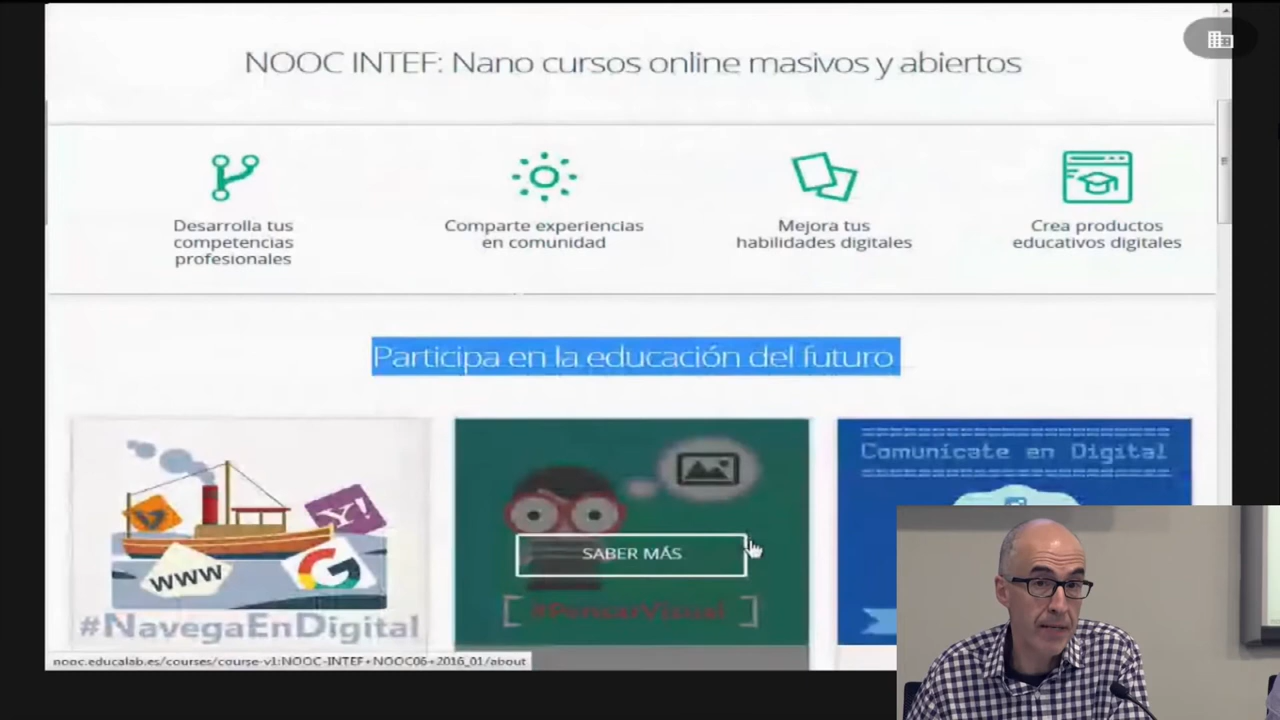 NOOC INTEF: Nano cursos online masivos y abiertos
Desarrolla tus
competencias
profesionales
Comparte experiencias
en comunidad
Mejora tus
habilidades digitales
Crea productos
educativos digitales
Participa en la educación del futuro
Y!
WWW
G
#NavegaEnDigital
SABER MÁS
[ #PensarVisual ]
Comunícate en Digital
nooc.educalab.es/courses/course-v1:NOOC-INTEF+NOOC06+2016_01/about